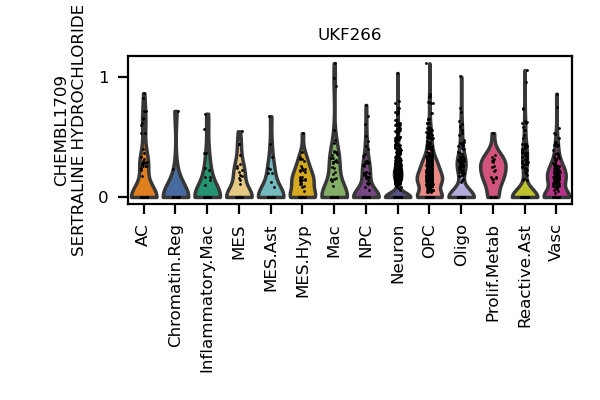 UKF266
CHEMBL1709
SERTRALINE HYDROCHLORIDE
1
0
AC
Chromatin.Reg
Inflammatory.Mac
MES
MES.Ast
MES.Hyp
Mac
NPC
Neuron
OPC
Oligo
Prolif.Metab
Reactive.Ast
Vasc